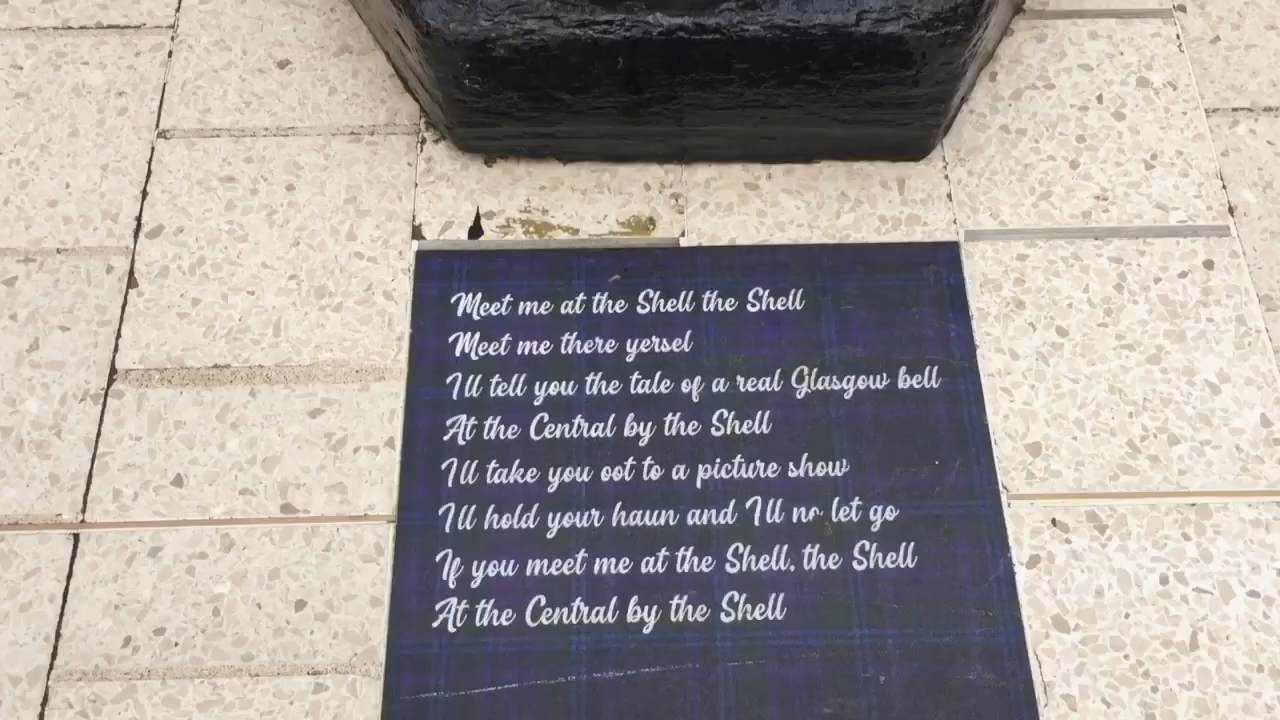 Meet me at the Shell the Shell
Meet me there yersel
I'll tell you the tale of a real Glasgow bell
At the Central by the Shell
I'll take you oot to a picture show
I'll hold your haun and I'll no let go
If you meet me at the Shell, the Shell
At the Central by the Shell